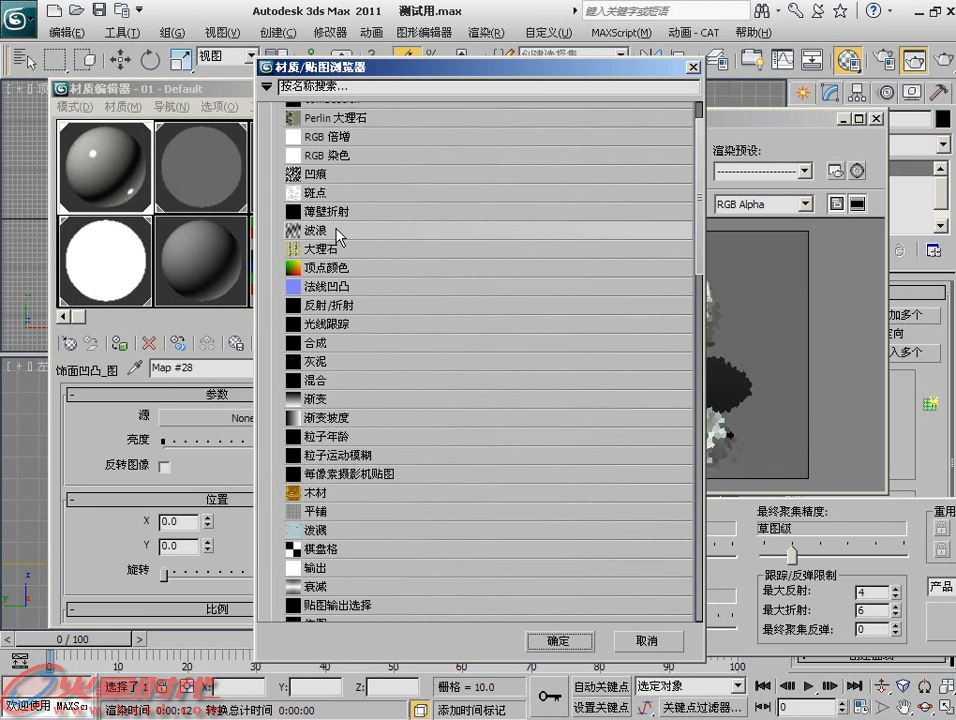 Autodesk 3ds Max 2011 测试用.max
键入关键字或短语
编辑(E) 工具(T) 组(G) 视图(V) 创建(C) 修改器 动画 图形编辑器 渲染(R) 自定义(U) MAXScript(M) 动画 - CAT 帮助(H)
视图
创建选择集
材质编辑器 - 01 - Default
模式(D) 材质(M) 导航(N) 选项(O)
饰面凹凸_图
Map #28
参数
源
None
亮度
反转图像
位置
X 0.0
Y 0.0
旋转
比例
材质/贴图浏览器
按名称搜索...
Perlin 大理石
RGB 倍增
RGB 染色
凹痕
斑点
薄壁折射
波浪
大理石
顶点颜色
法线凹凸
反射/折射
光线跟踪
合成
灰泥
混合
渐变
渐变坡度
粒子年龄
粒子运动模糊
每像素摄影机贴图
木材
平铺
泼溅
棋盘格
输出
衰减
贴图输出选择
确定
取消
渲染预设:
RGB Alpha
加多个
定向
入多个
最终聚集精度:
草图级
重用
跟踪/反弹限制
最大反射: 4
最大折射: 6
最终聚集反弹: 0
产品
0 / 100
0 10 20 30 40 50 60 70 80 90 100
选择了 1
X:
Y:
Z:
栅格 = 10.0
自动关键点
选定对象
欢迎使用 MAXScr
渲染时间 0:00:12 转换总计时间 0:00:00
添加时间标记
设置关键点
关键点过滤器...
0